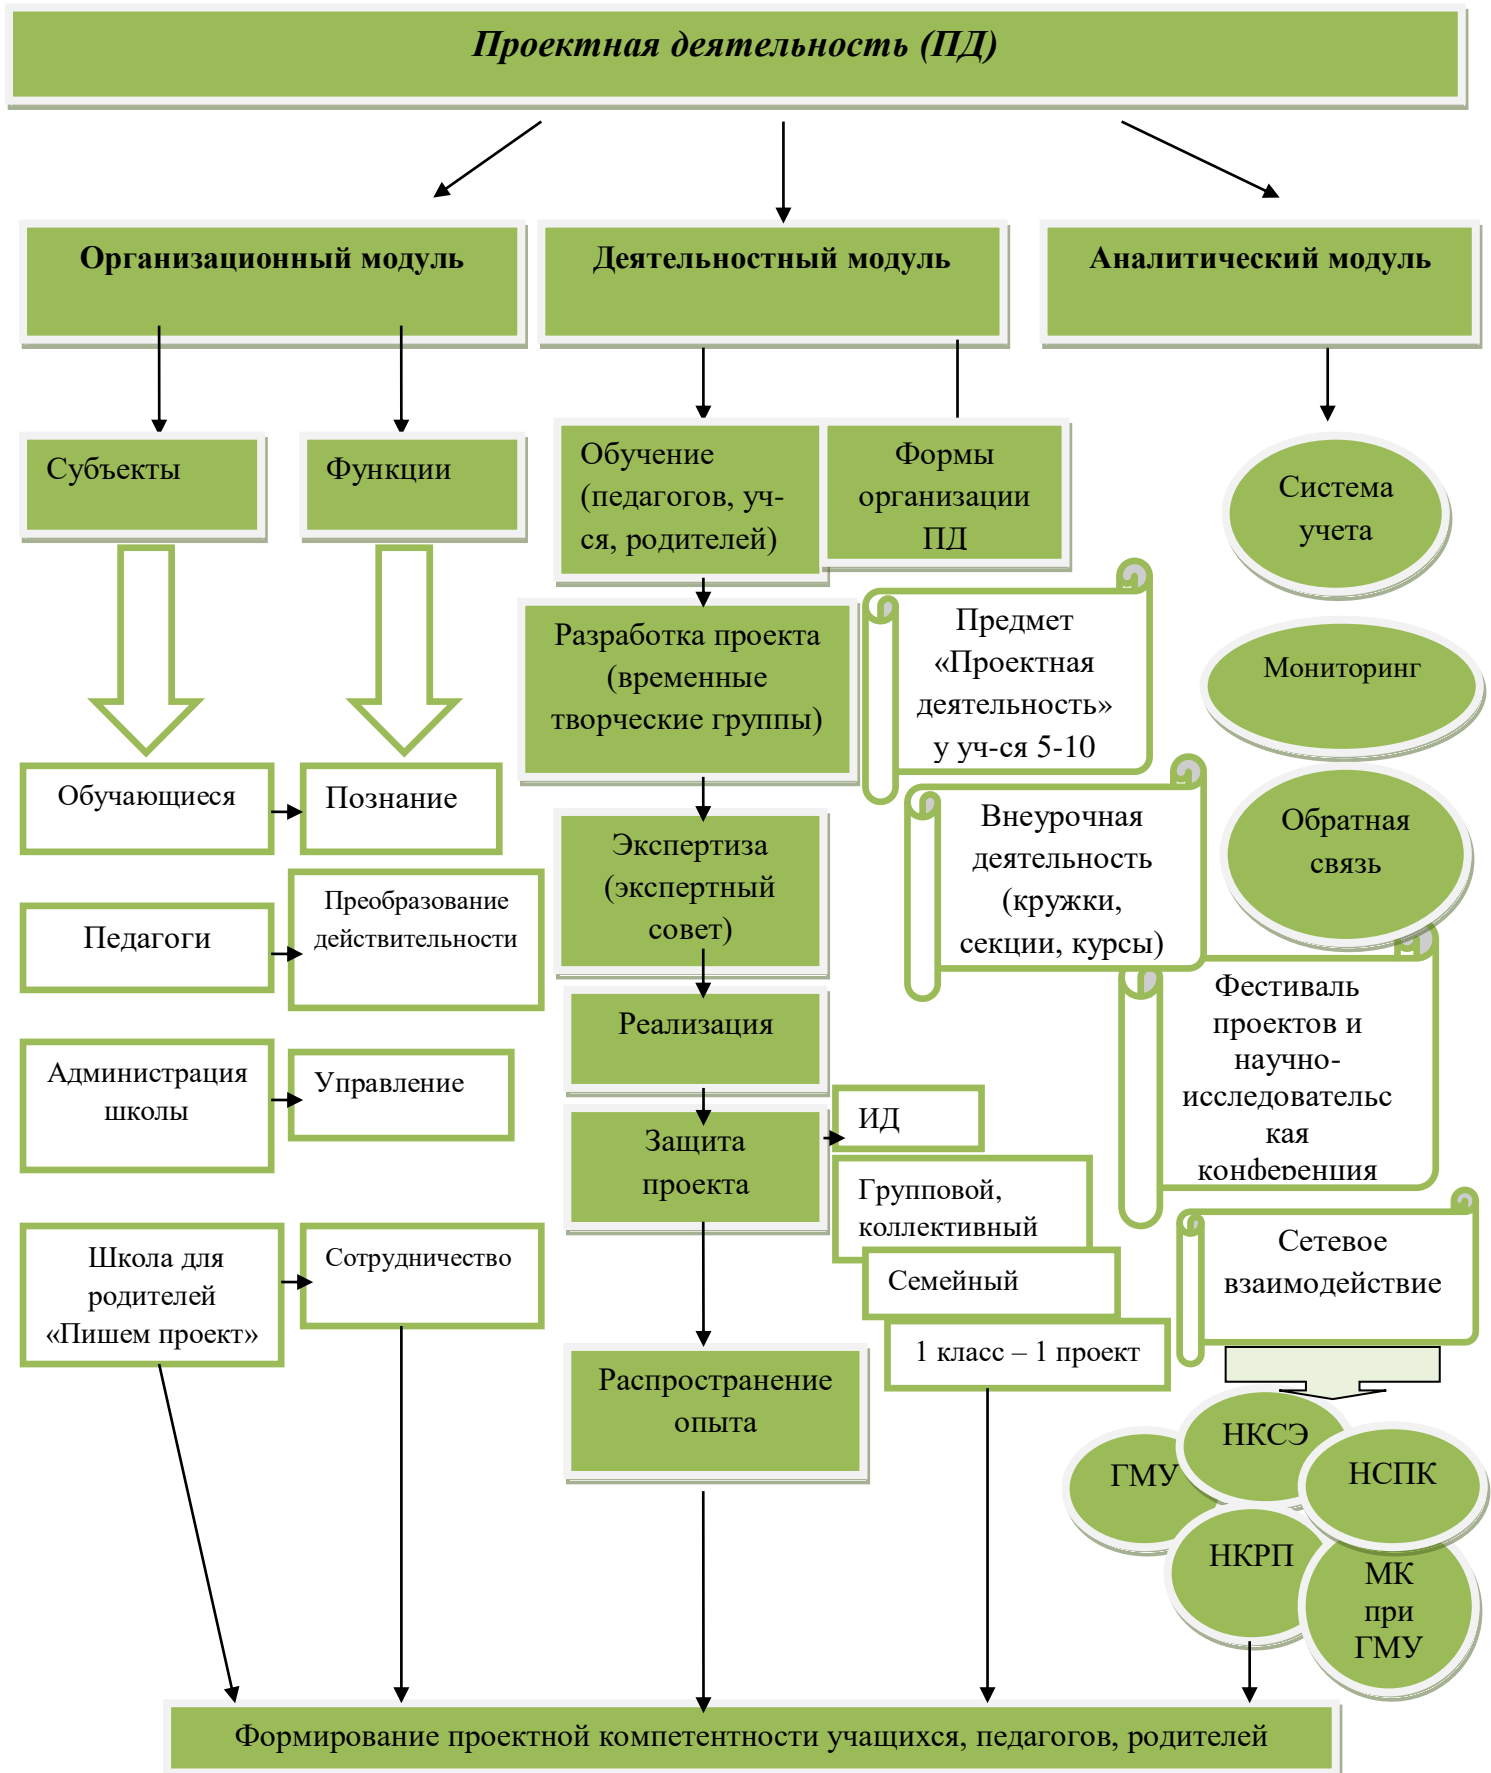 Проектная деятельность (ПД)
Организационный модуль
Деятельностный модуль
Аналитический модуль
Субъекты
Функции
Обучение
(педагогов, уч-
ся, родителей)
Формы
организации
ПД
Система
учета
Разработка проекта
(временные
творческие группы)
Предмет
«Проектная
деятельность»
у уч-ся 5-10
Мониторинг
Обучающиеся
Познание
Экспертиза
(экспертный
совет)
Внеурочная
деятельность
(кружки,
секции, курсы)
Обратная
связь
Педагоги
Преобразование
действительности
Реализация
Фестиваль
проектов и
научно-
исследовательс
кая
конференция
Администрация
школы
Управление
Защита
проекта
ИД
Групповой,
коллективный
Семейный
1 класс – 1 проект
Школа для
родителей
«Пишем проект»
Сотрудничество
Сетевое
взаимодействие
Распространение
опыта
ГМУ
НКСЭ
НСПК
НКРП
МК
при
ГМУ
Формирование проектной компетентности учащихся, педагогов, родителей